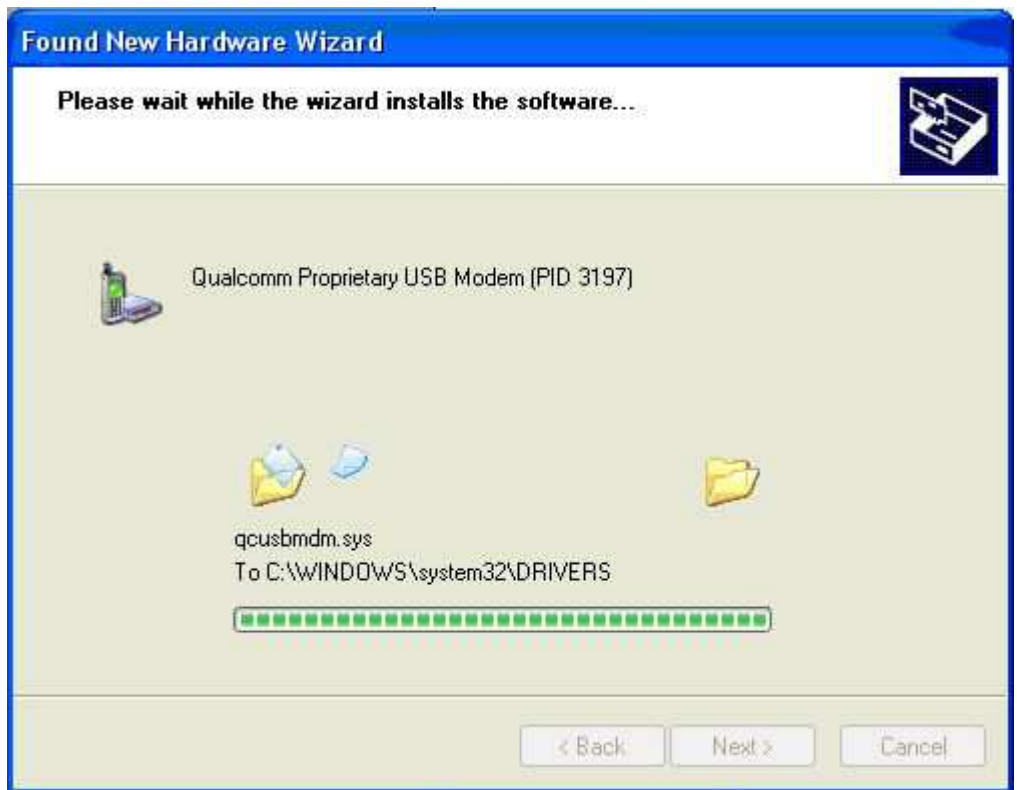 Found New Hardware Wizard
Please wait while the wizard installs the software...
Qualcomm Proprietary USB Modem (PID 3197)
qcusbmdm.sys
To C:\WINDOWS\system32\DRIVERS
< Back
Next >
Cancel